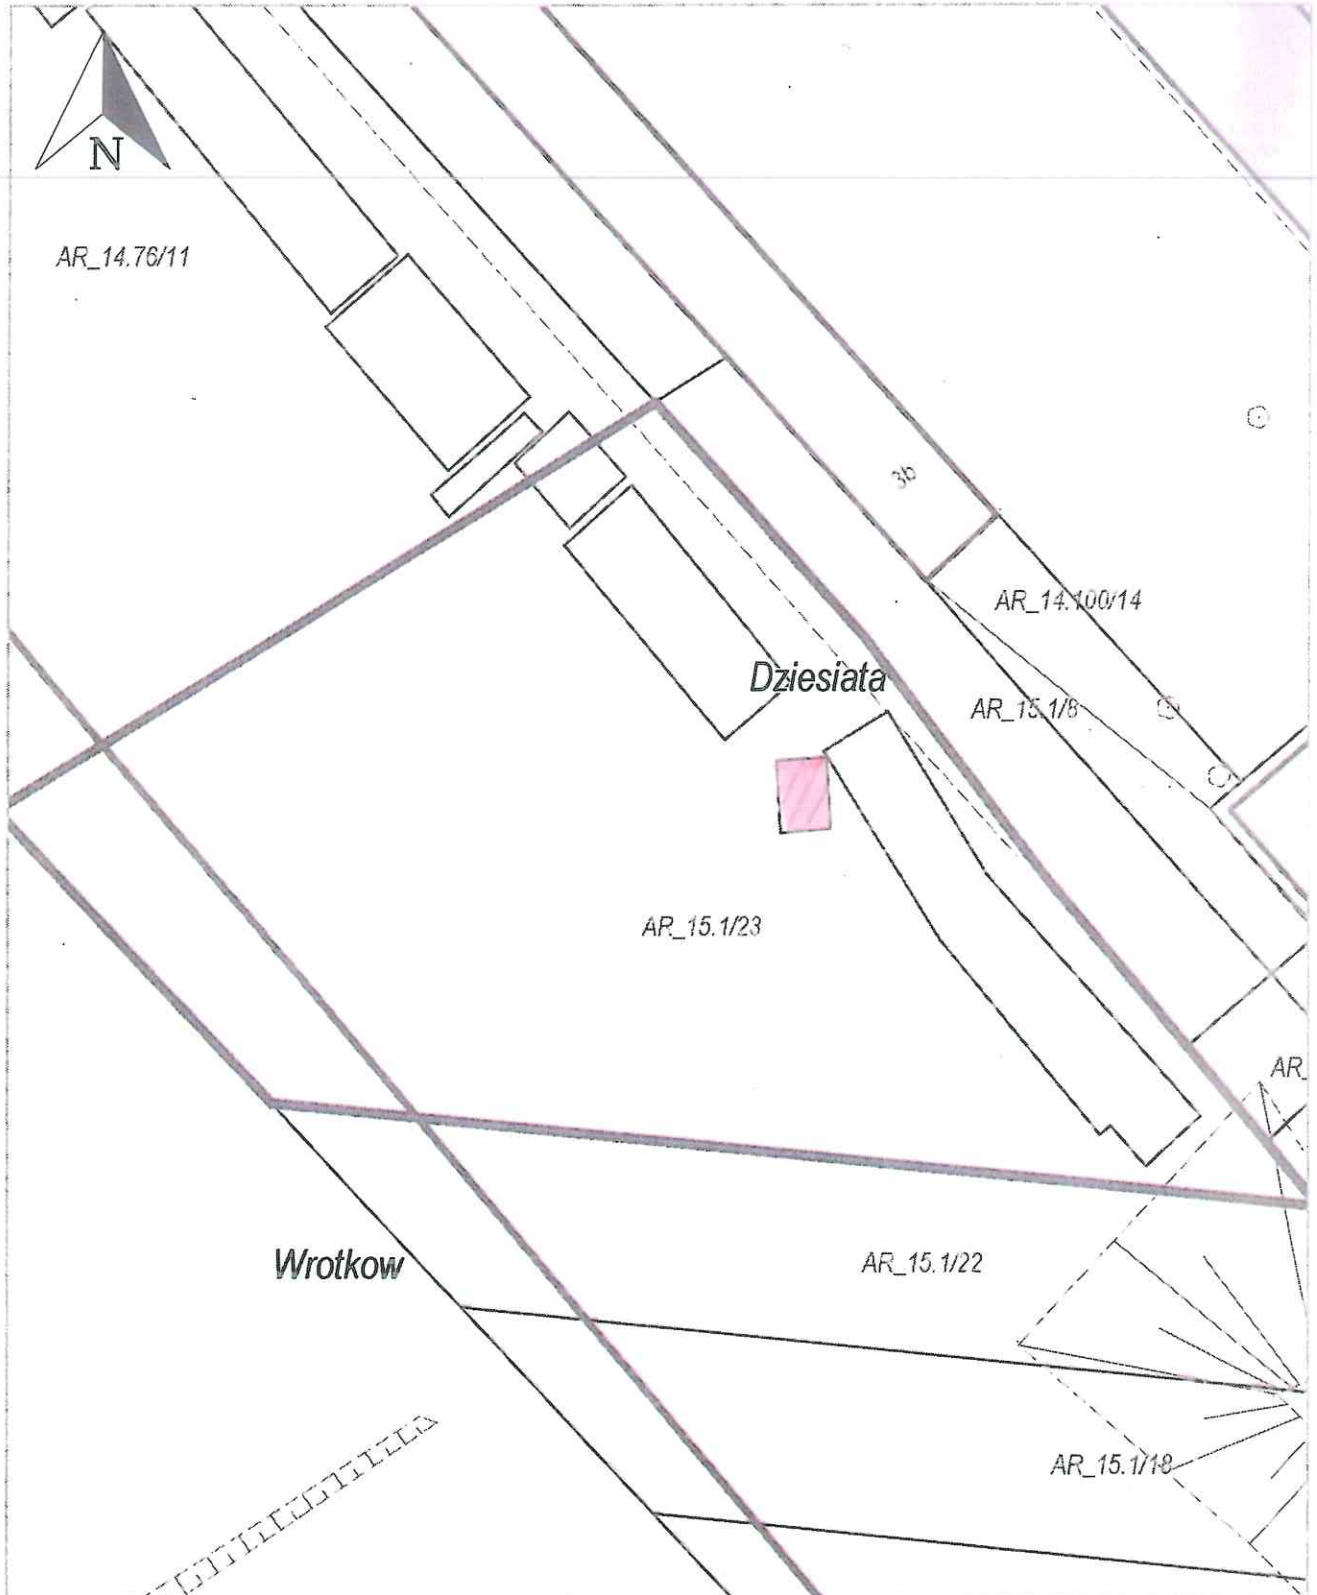 N
AR_14.76/11
3b
AR_14.100/14
Dziesiata
AR_15.1/8
AR_15.1/23
AR_
Wrotkow
AR_15.1/22
AR_15.1/18